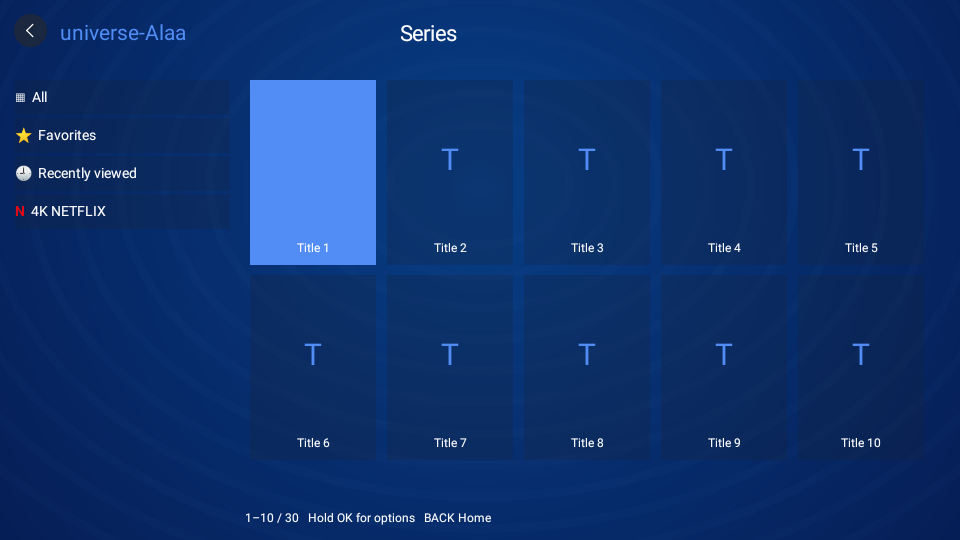 universe-Alaa
Series
All
Favorites
Recently viewed
N 4K NETFLIX
Title 1
T
Title 2
T
Title 3
T
Title 4
T
Title 5
T
Title 6
T
Title 7
T
Title 8
T
Title 9
T
Title 10
1–10 / 30 Hold OK for options BACK Home